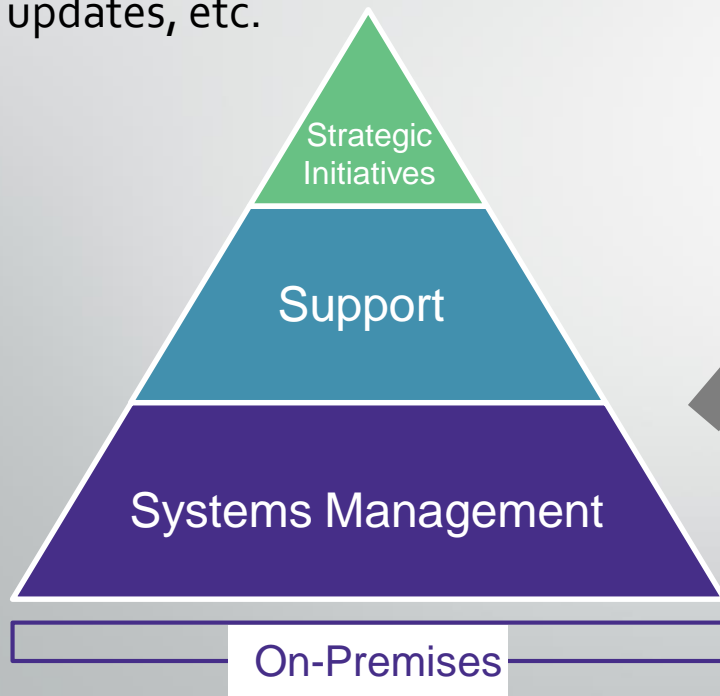 updates, etc.
Strategic
Initiatives
Support
Systems Management
On-Premises